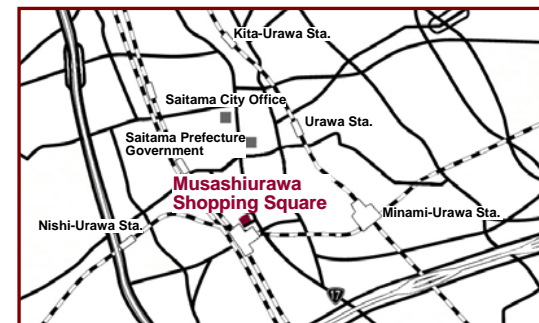 Kita-Urawa Sta.
Saitama City Office
Urawa Sta.
Saitama Prefecture
Government
Musashiurawa
Shopping Square
Minami-Urawa Sta.
Nishi-Urawa Sta.
17